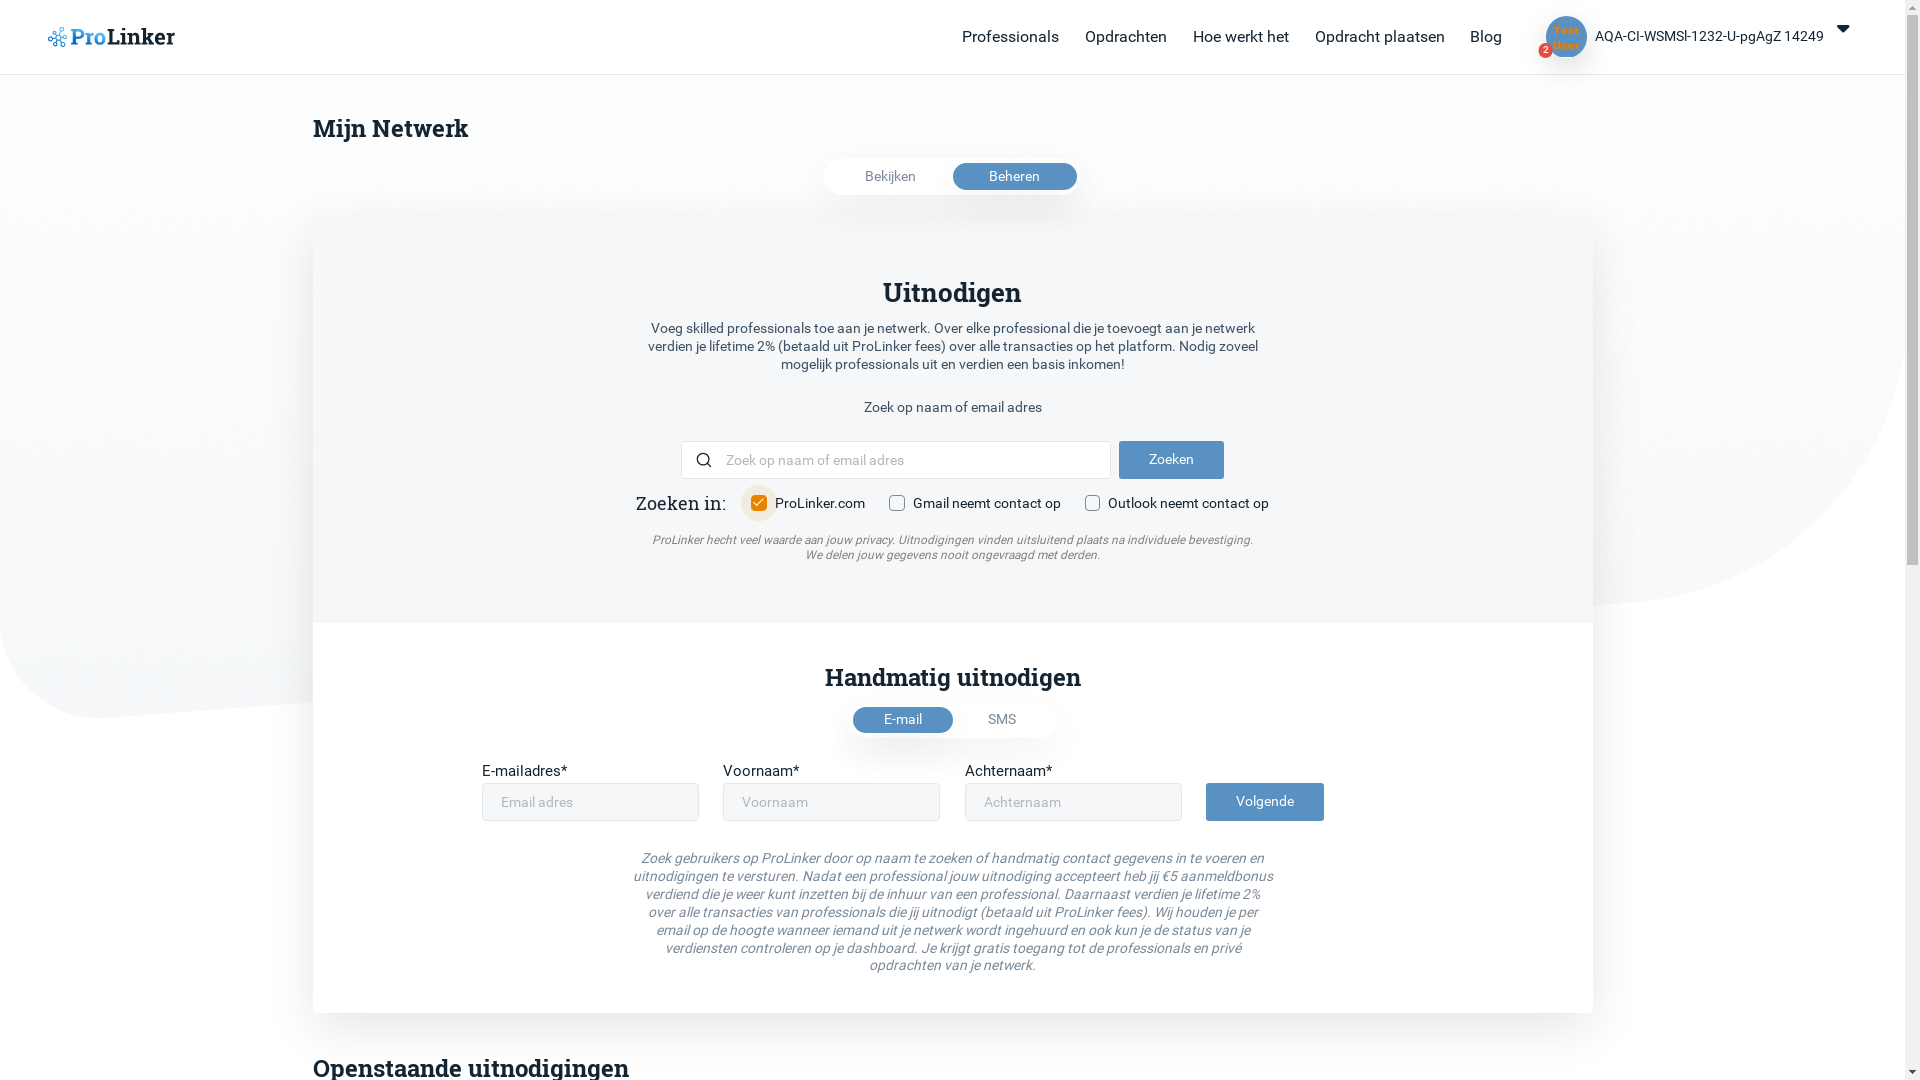 ProLinker
Professionals
Opdrachten
Hoe werkt het
Opdracht plaatsen
Blog
Test
User
2
AQA-CI-WSMSl-1232-U-pgAgZ 14249
Mijn Netwerk
Bekijken
Beheren
Uitnodigen
Voeg skilled professionals toe aan je netwerk. Over elke professional die je toevoegt aan je netwerk
verdien je lifetime 2% (betaald uit ProLinker fees) over alle transacties op het platform. Nodig zoveel
mogelijk professionals uit en verdien een basis inkomen!
Zoek op naam of email adres
Zoek op naam of email adres
Zoeken
Zoeken in:
ProLinker.com
Gmail neemt contact op
Outlook neemt contact op
ProLinker hecht veel waarde aan jouw privacy. Uitnodigingen vinden uitsluitend plaats na individuele bevestiging.
We delen jouw gegevens nooit ongevraagd met derden.
Handmatig uitnodigen
E-mail
SMS
E-mailadres*
Voornaam*
Achternaam*
Email adres
Voornaam
Achternaam
Volgende
Zoek gebruikers op ProLinker door op naam te zoeken of handmatig contact gegevens in te voeren en
uitnodigingen te versturen. Nadat een professional jouw uitnodiging accepteert heb jij €5 aanmeldbonus
verdiend die je weer kunt inzetten bij de inhuur van een professional. Daarnaast verdien je lifetime 2%
over alle transacties van professionals die jij uitnodigt (betaald uit ProLinker fees). Wij houden je per
email op de hoogte wanneer iemand uit je netwerk wordt ingehuurd en ook kun je de status van je
verdiensten controleren op je dashboard. Je krijgt gratis toegang tot de professionals en privé
opdrachten van je netwerk.
Openstaande uitnodigingen